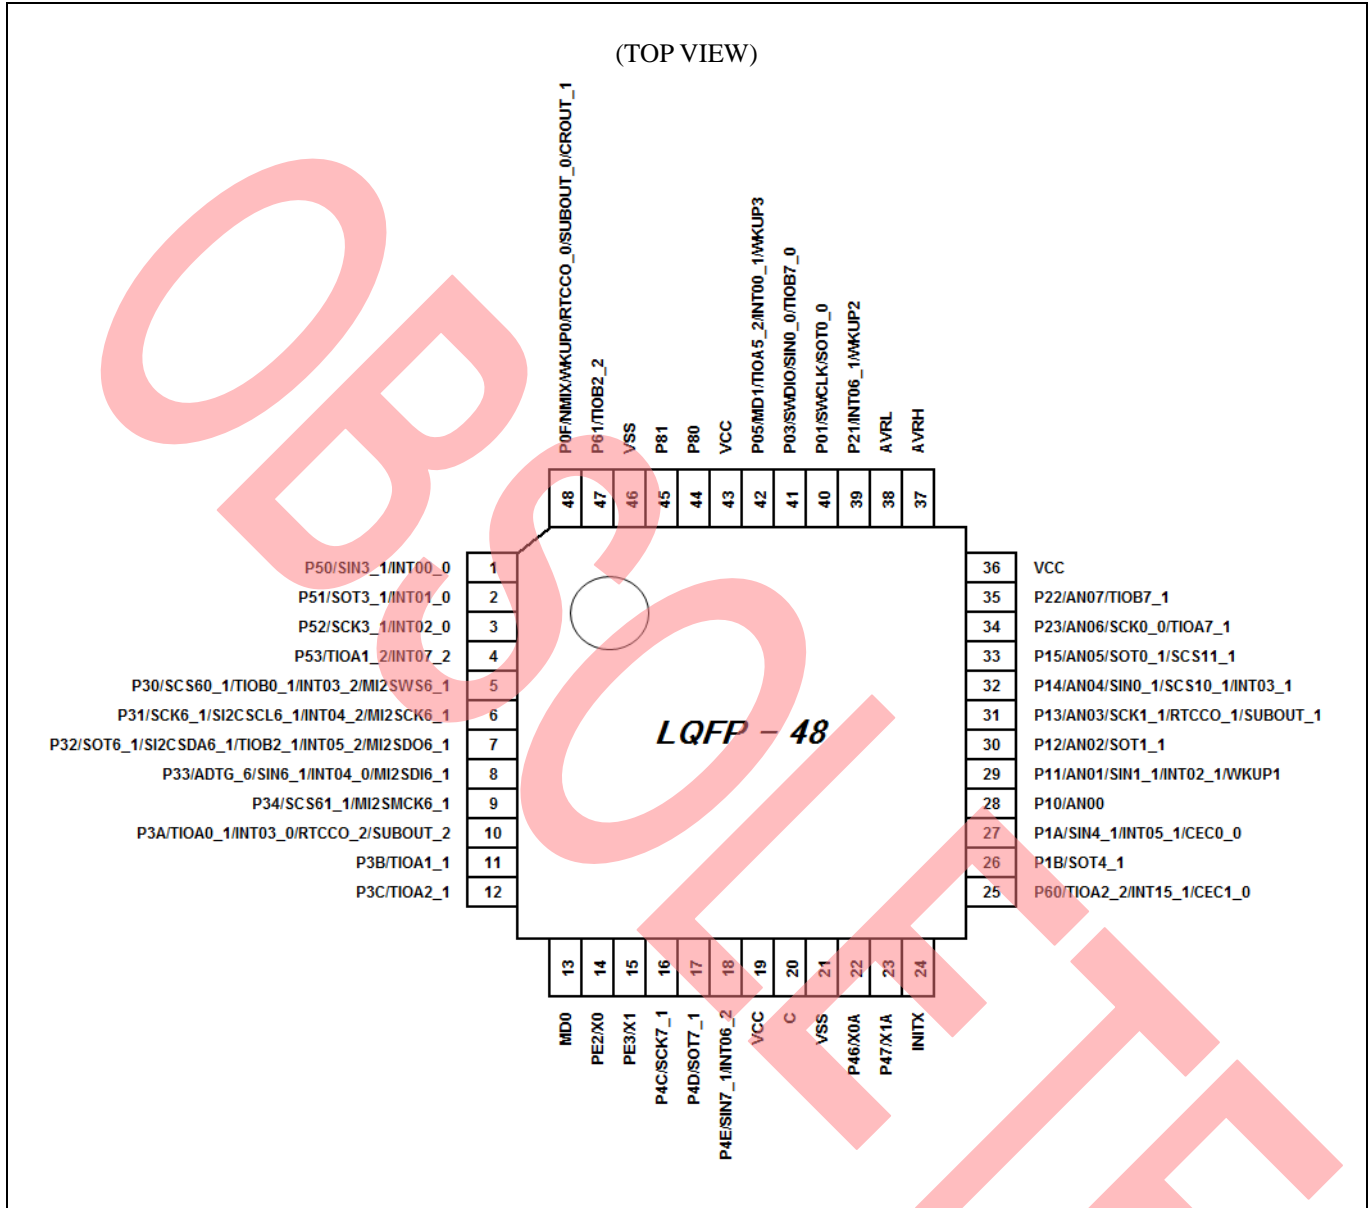 (TOP VIEW)
P0F/NMIX/WKUP0/RTCCO_0/SUBOUT_0/CROUT_1
P61/TIOB2_2
VSS
P81
P80
VCC
P05/MD1/TIOA5_2/INT00_1/WKUP3
P03/SWDIO/SIN0_0/TIOB7_0
P01/SWCLK/SOT0_0
P21/INT06_1/WKUP2
AVRL
AVRH
48 47 46 45 44 43 42 41 40 39 38 37
P50/SIN3_1/INT00_0 1
P51/SOT3_1/INT01_0 2
P52/SCK3_1/INT02_0 3
P53/TIOA1_2/INT07_2 4
P30/SCS60_1/TIOB0_1/INT03_2/MI2SWS6_1 5
P31/SCK6_1/SI2CSCL6_1/INT04_2/MI2SCK6_1 6
P32/SOT6_1/SI2CSDA6_1/TIOB2_1/INT05_2/MI2SDO6_1 7
P33/ADTG_6/SIN6_1/INT04_0/MI2SDI6_1 8
P34/SCS61_1/MI2SMCK6_1 9
P3A/TIOA0_1/INT03_0/RTCCO_2/SUBOUT_2 10
P3B/TIOA1_1 11
P3C/TIOA2_1 12
LQFP - 48
36 VCC
35 P22/AN07/TIOB7_1
34 P23/AN06/SCK0_0/TIOA7_1
33 P15/AN05/SOT0_1/SCS11_1
32 P14/AN04/SIN0_1/SCS10_1/INT03_1
31 P13/AN03/SCK1_1/RTCCO_1/SUBOUT_1
30 P12/AN02/SOT1_1
29 P11/AN01/SIN1_1/INT02_1/WKUP1
28 P10/AN00
27 P1A/SIN4_1/INT05_1/CEC0_0
26 P1B/SOT4_1
25 P60/TIOA2_2/INT15_1/CEC1_0
13 14 15 16 17 18 19 20 21 22 23 24
MD0
PE2/X0
PE3/X1
P4C/SCK7_1
P4D/SOT7_1
P4E/SIN7_1/INT06_2
VCC
C
VSS
P46/X0A
P47/X1A
INITX
OBSOLETE